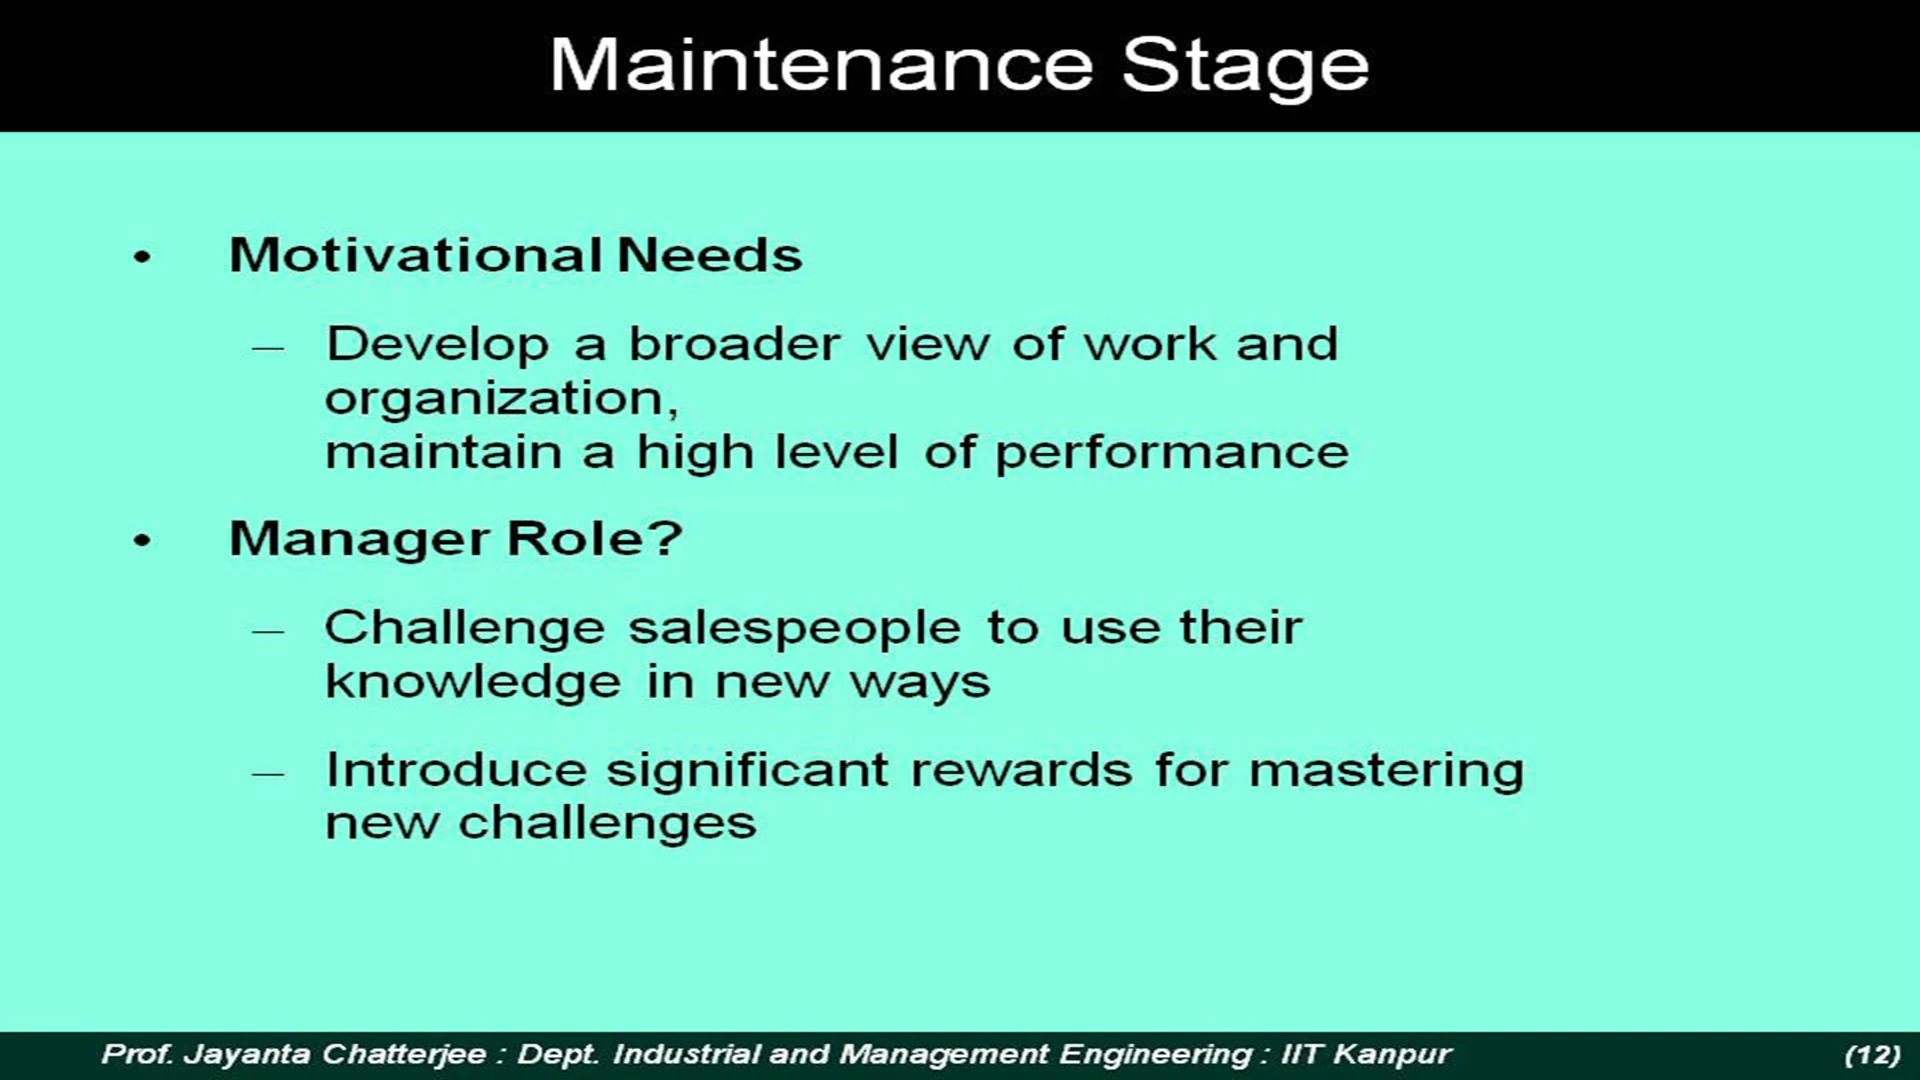 Maintenance Stage
• Motivational Needs
– Develop a broader view of work and
organization,
maintain a high level of performance
• Manager Role?
– Challenge salespeople to use their
knowledge in new ways
– Introduce significant rewards for mastering
new challenges
Prof. Jayanta Chatterjee : Dept. Industrial and Management Engineering : IIT Kanpur (12)